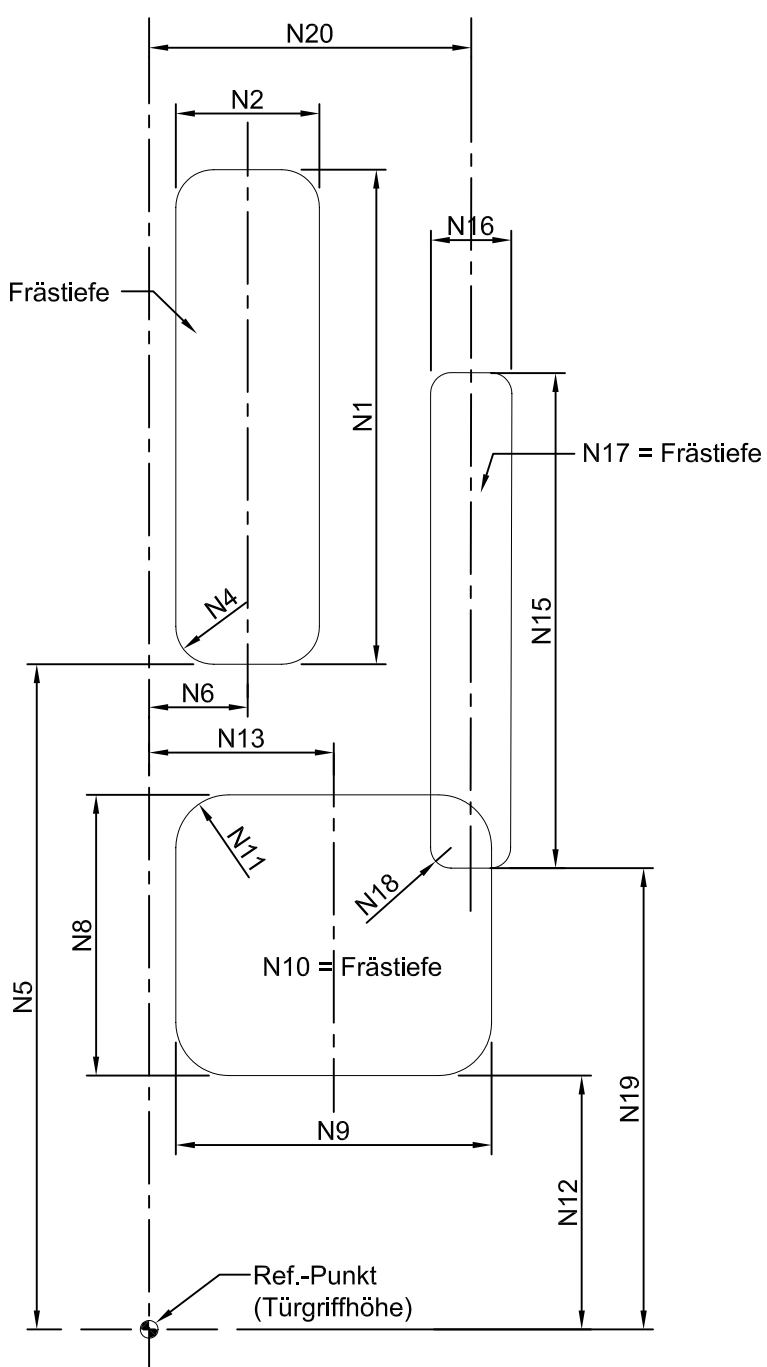 N20
N2
N16
Frästiefe
N1
N17 = Frästiefe
N4
N15
N6
N13
N11
N18
N8
N10 = Frästiefe
N5
N19
N9
N12
Ref.-Punkt
(Türgriffhöhe)